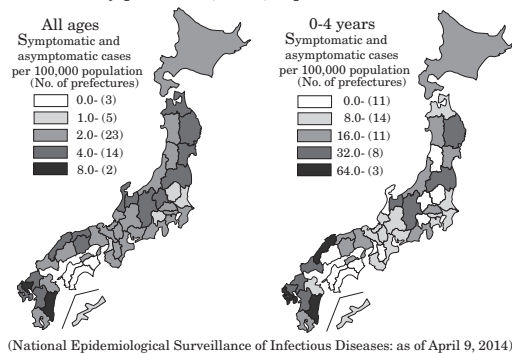 All ages
Symptomatic and
asymptomatic cases
per 100,000 population
(No. of prefectures)
0.0- (3)
1.0- (5)
2.0- (23)
4.0- (14)
8.0- (2)
0-4 years
Symptomatic and
asymptomatic cases
per 100,000 population
(No. of prefectures)
0.0- (11)
8.0- (14)
16.0- (11)
32.0- (8)
64.0- (3)
(National Epidemiological Surveillance of Infectious Diseases: as of April 9, 2014)